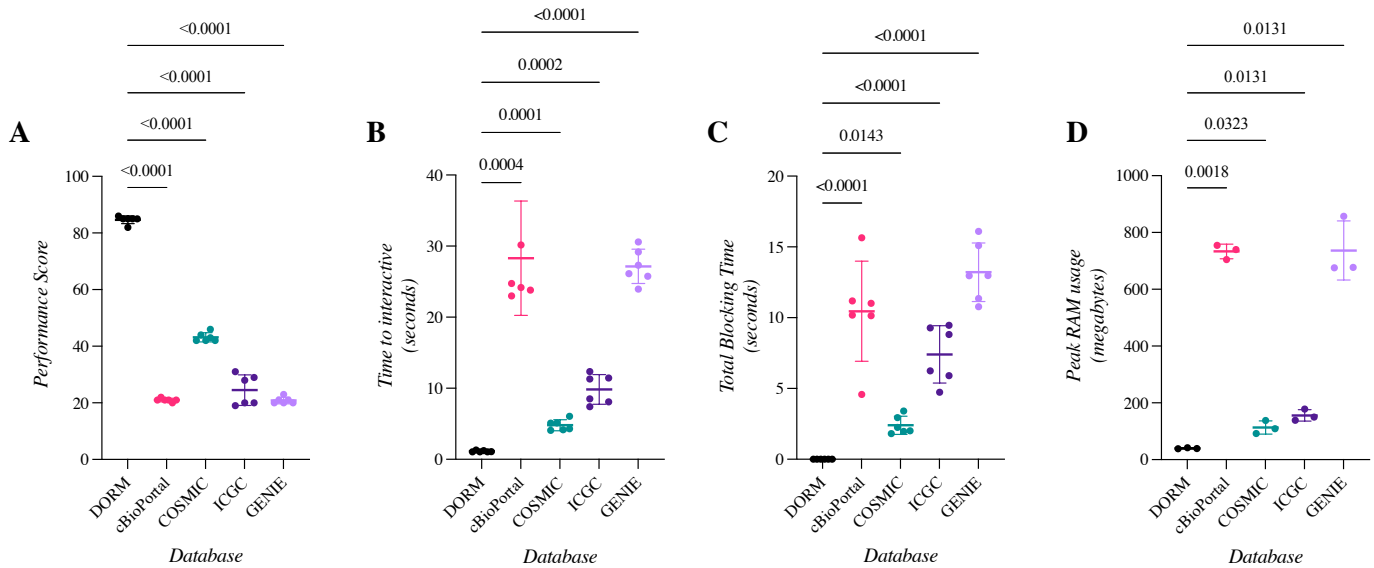 A
<0.0001
<0.0001
<0.0001
<0.0001
Performance Score
100
80
60
40
20
0
DORM
cBioPortal
COSMIC
ICGC
GENIE
Database
B
<0.0001
0.0002
0.0001
0.0004
Time to interactive
(seconds)
40
30
20
10
0
DORM
cBioPortal
COSMIC
ICGC
GENIE
Database
C
<0.0001
<0.0001
0.0143
<0.0001
Total Blocking Time
(seconds)
20
15
10
5
0
DORM
cBioPortal
COSMIC
ICGC
GENIE
Database
D
0.0131
0.0131
0.0323
0.0018
Peak RAM usage
(megabytes)
1000
800
600
400
200
0
DORM
cBioPortal
COSMIC
ICGC
GENIE
Database